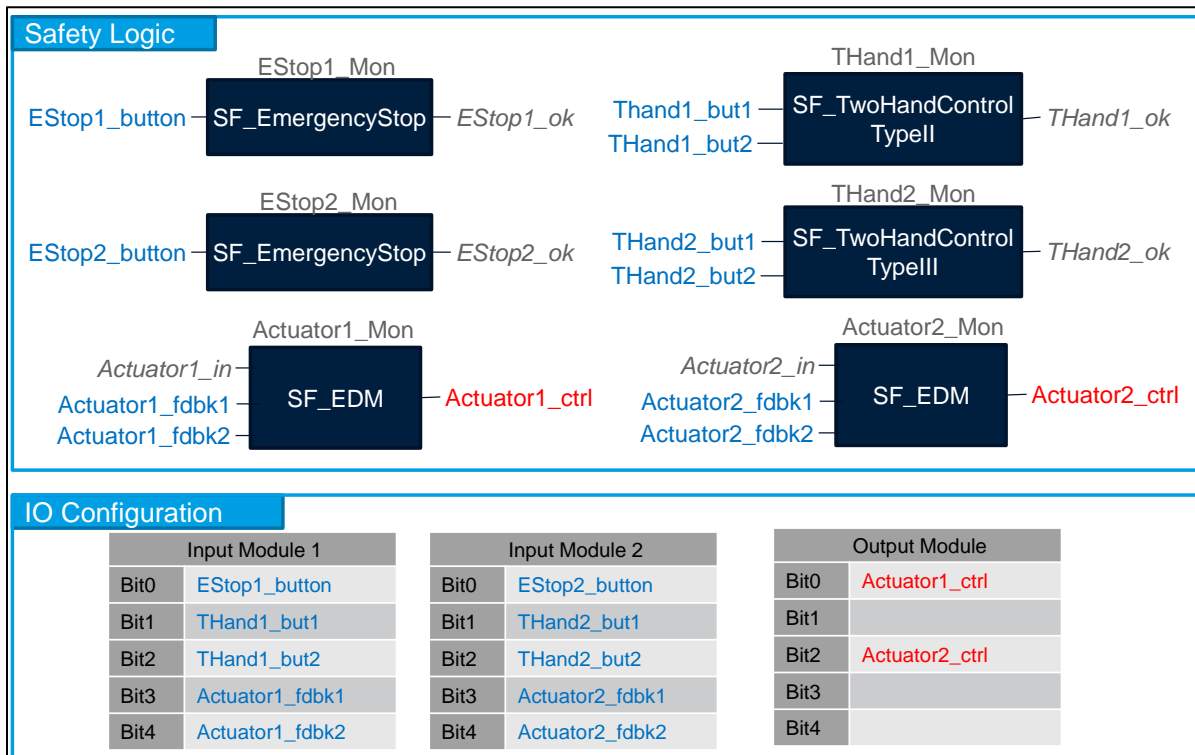 Safety Logic
EStop1_Mon
EStop1_button
SF_EmergencyStop
EStop1_ok
THand1_Mon
Thand1_but1
THand1_but2
SF_TwoHandControl
TypeII
THand1_ok
EStop2_Mon
EStop2_button
SF_EmergencyStop
EStop2_ok
THand2_Mon
THand2_but1
THand2_but2
SF_TwoHandControl
TypeIII
THand2_ok
Actuator1_Mon
Actuator1_in
Actuator1_fdbk1
Actuator1_fdbk2
SF_EDM
Actuator1_ctrl
Actuator2_Mon
Actuator2_in
Actuator2_fdbk1
Actuator2_fdbk2
SF_EDM
Actuator2_ctrl
IO Configuration
Input Module 1
Bit0 EStop1_button
Bit1 THand1_but1
Bit2 THand1_but2
Bit3 Actuator1_fdbk1
Bit4 Actuator1_fdbk2
Input Module 2
Bit0 EStop2_button
Bit1 THand2_but1
Bit2 THand2_but2
Bit3 Actuator2_fdbk1
Bit4 Actuator2_fdbk2
Output Module
Bit0 Actuator1_ctrl
Bit1
Bit2 Actuator2_ctrl
Bit3
Bit4